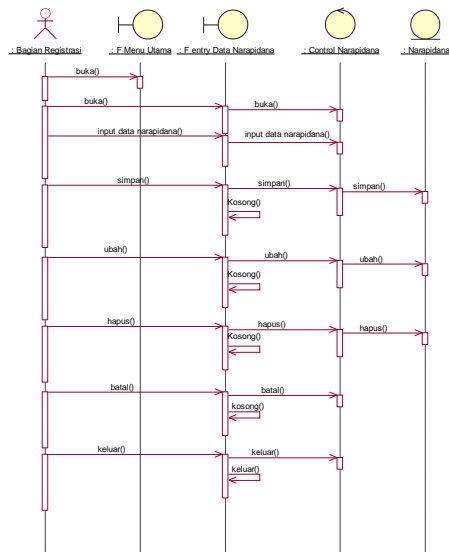 : Bagian Registrasi : F Menu Utama : F entry Data Narapidana : Control Narapidana : Narapidana
buka()
buka() buka()
input data narapidana() input data narapidana()
simpan() simpan() simpan()
Kosong()
ubah() ubah() ubah()
Kosong()
hapus() hapus() hapus()
Kosong()
batal() batal()
kosong()
keluar() keluar()
keluar()